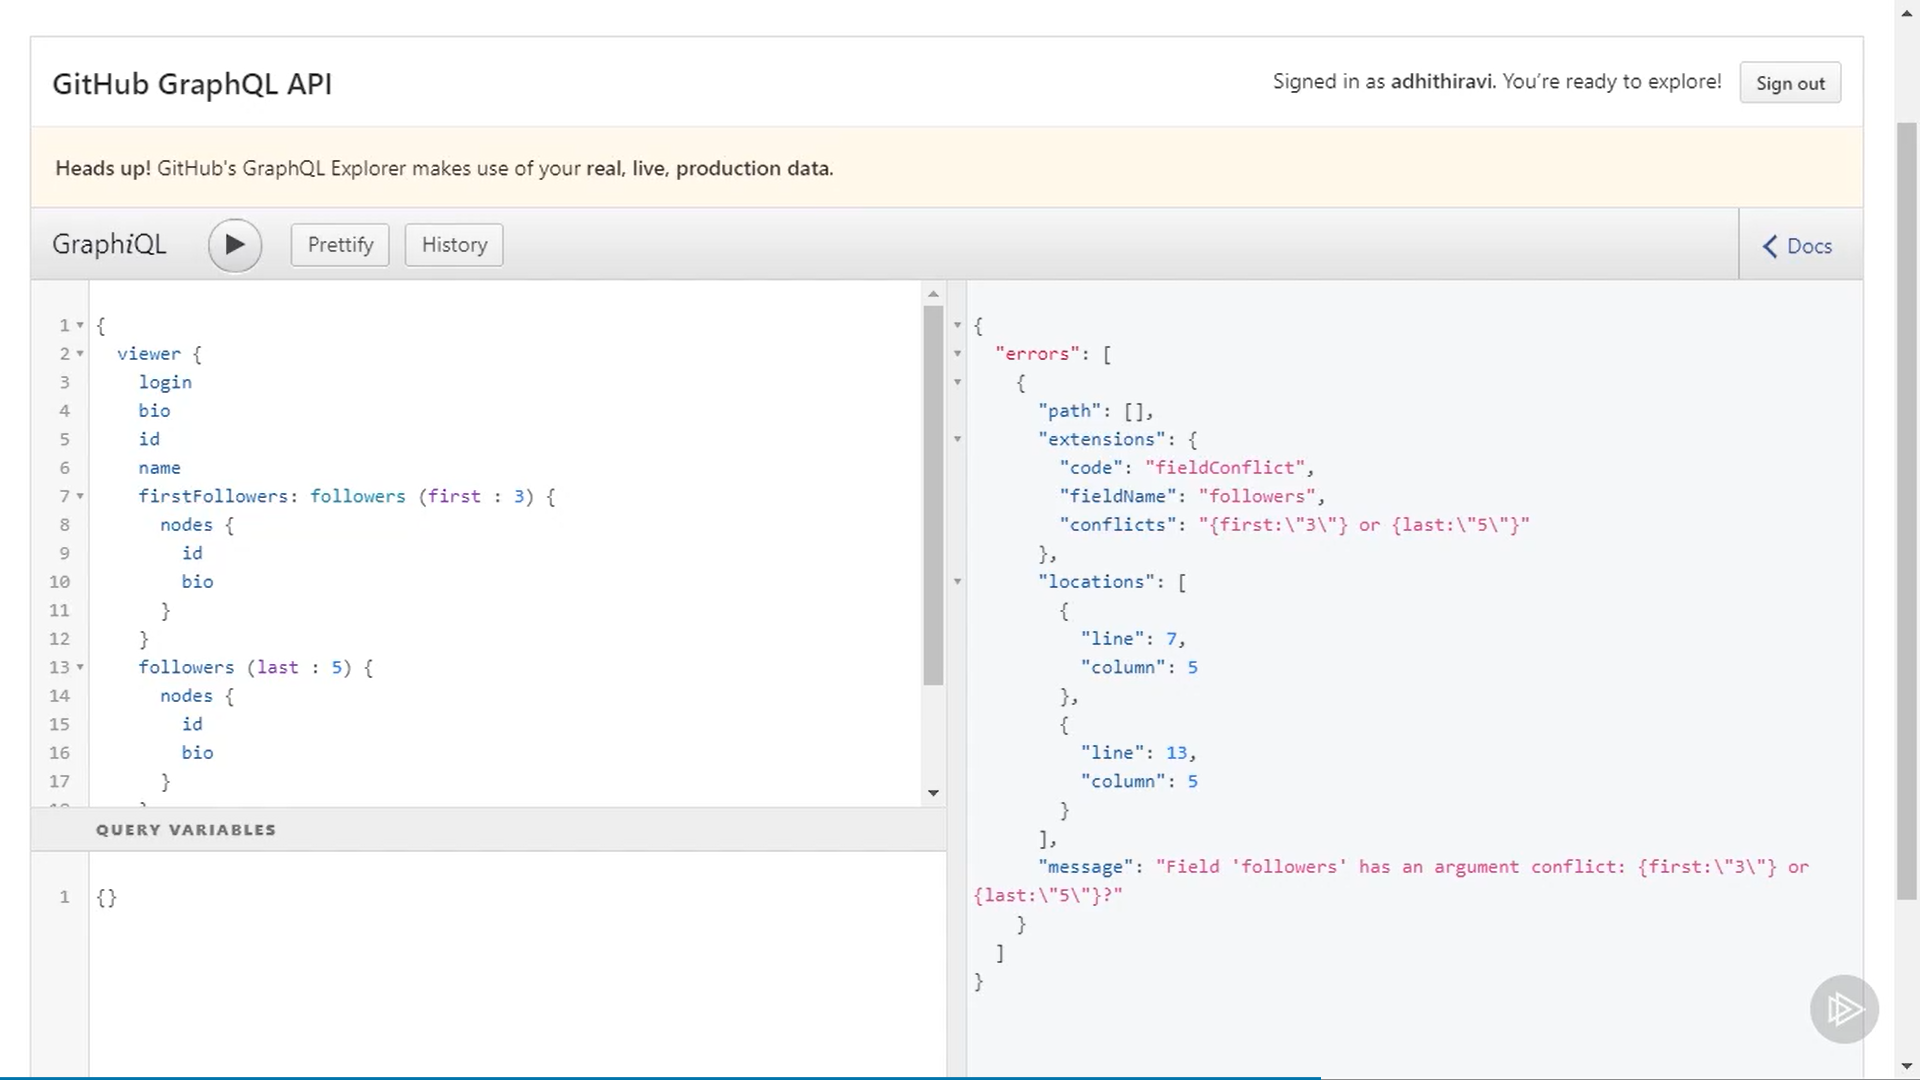 GitHub GraphQL API
Signed in as adhithiravi. You're ready to explore!
Sign out
Heads up! GitHub's GraphQL Explorer makes use of your real, live, production data.
GraphiQL
Prettify
History
Docs
1 {
2 viewer {
3 login
4 bio
5 id
6 name
7 firstFollowers: followers (first : 3) {
8 nodes {
9 id
10 bio
11 }
12 }
13 followers (last : 5) {
14 nodes {
15 id
16 bio
17 }
QUERY VARIABLES
1 {}
{
"errors": [
{
"path": [],
"extensions": {
"code": "fieldConflict",
"fieldName": "followers",
"conflicts": "{first:\"3\"} or {last:\"5\"}"
},
"locations": [
{
"line": 7,
"column": 5
},
{
"line": 13,
"column": 5
}
],
"message": "Field 'followers' has an argument conflict: {first:\"3\"} or
{last:\"5\"}?"
}
]
}